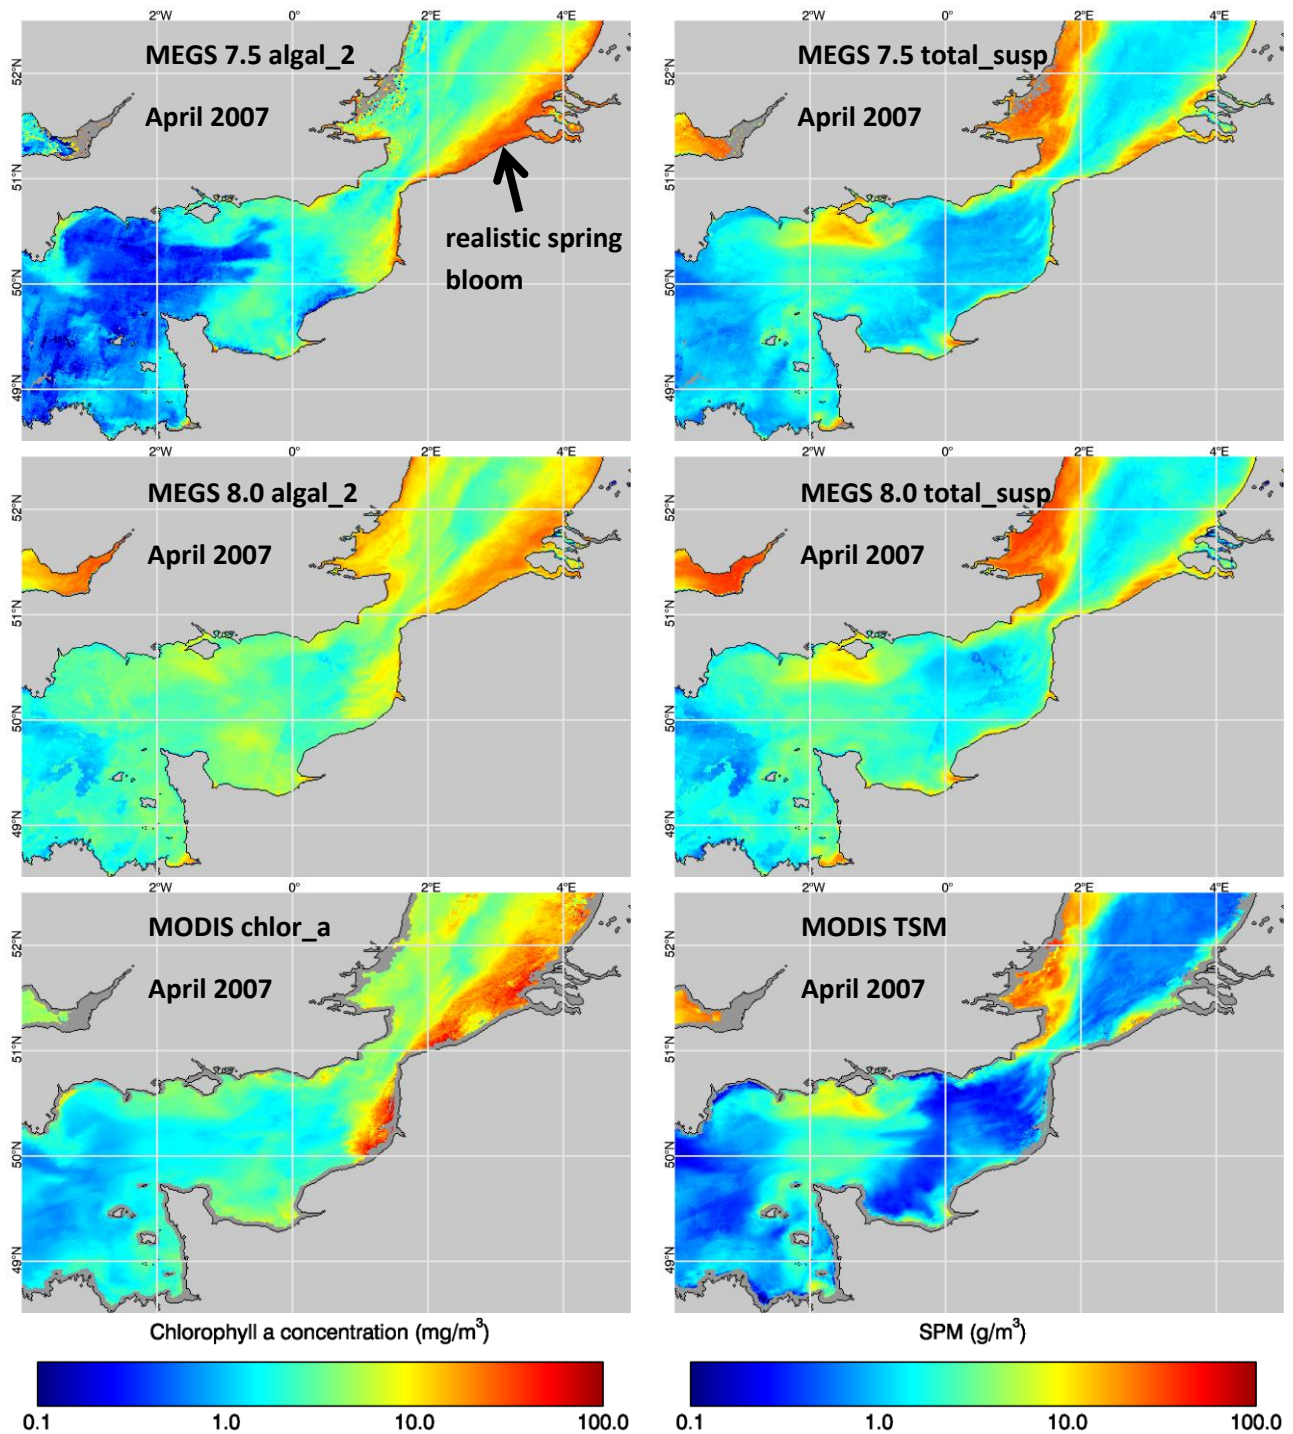 2°W 0° 2°E 4°E
2°W 0° 2°E 4°E
MEGS 7.5 algal_2
MEGS 7.5 total_susp
52°N
52°N
April 2007
April 2007
51°N
51°N
realistic spring
bloom
50°N
50°N
49°N
49°N
2°W 0° 2°E 4°E
2°W 0° 2°E 4°E
MEGS 8.0 algal_2
MEGS 8.0 total_susp
52°N
52°N
April 2007
April 2007
51°N
51°N
50°N
50°N
49°N
49°N
2°W 0° 2°E 4°E
2°W 0° 2°E 4°E
MODIS chlor_a
MODIS TSM
52°N
52°N
April 2007
April 2007
51°N
51°N
50°N
50°N
49°N
49°N
Chlorophyll a concentration (mg/m³)
SPM (g/m³)
0.1 1.0 10.0 100.0
0.1 1.0 10.0 100.0